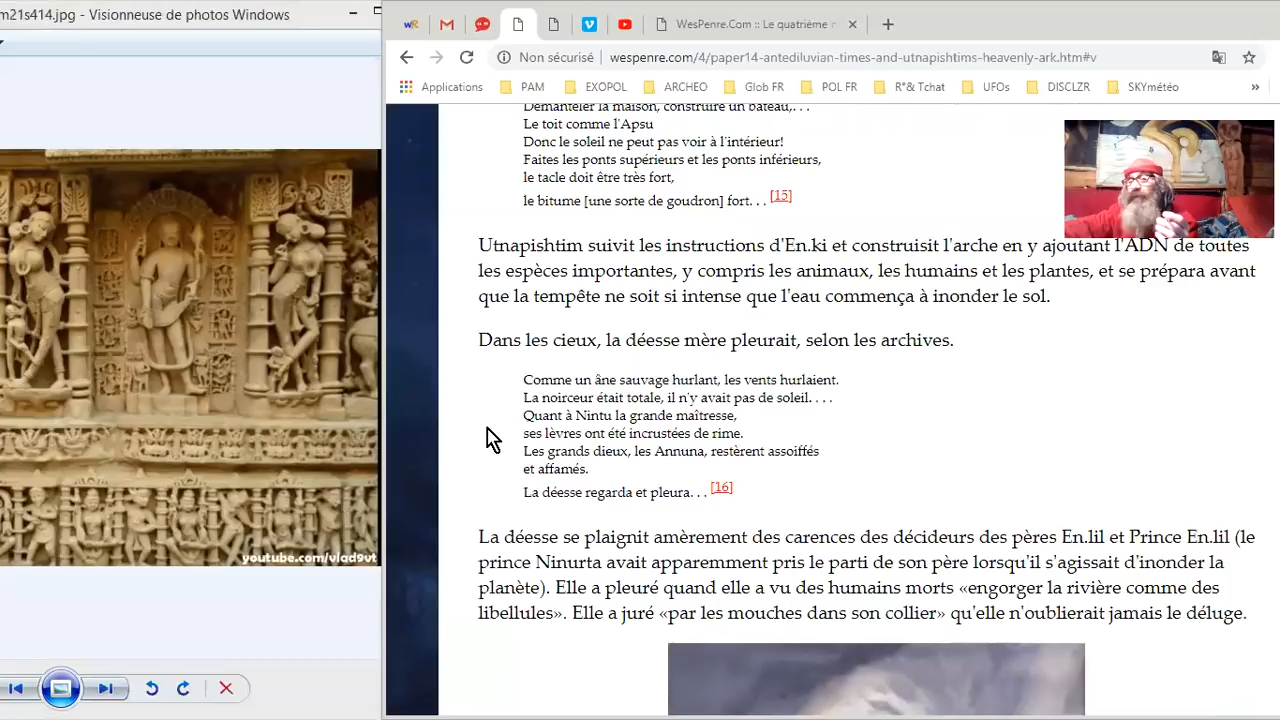 m21s414.jpg - Visionneuse de photos Windows
WesPenre.Com :: Le quatrième
Non sécurisé | wespenre.com/4/paper14-antediluvian-times-and-utnapishtims-heavenly-ark.htm#v
Applications PAM EXOPOL ARCHEO Glob FR POL FR R°& Tchat UFOs DISCLZR SKYmétéo »
Démanteler la maison, construire un bateau,. . .
Le toit comme l'Apsu
Donc le soleil ne peut pas voir à l'intérieur!
Faites les ponts supérieurs et les ponts inférieurs,
le tacle doit être très fort,
le bitume [une sorte de goudron] fort. . . [15]
Utnapishtim suivit les instructions d'En.ki et construisit l'arche en y ajoutant l'ADN de toutes
les espèces importantes, y compris les animaux, les humains et les plantes, et se prépara avant
que la tempête ne soit si intense que l'eau commença à inonder le sol.
Dans les cieux, la déesse mère pleurait, selon les archives.
Comme un âne sauvage hurlant, les vents hurlaient.
La noirceur était totale, il n'y avait pas de soleil. . . .
Quant à Nintu la grande maîtresse,
ses lèvres ont été incrustées de rime.
Les grands dieux, les Annuna, restèrent assoiffés
et affamés.
La déesse regarda et pleura. . . [16]
La déesse se plaignit amèrement des carences des décideurs des pères En.lil et Prince En.lil (le
prince Ninurta avait apparemment pris le parti de son père lorsqu'il s'agissait d'inonder la
planète). Elle a pleuré quand elle a vu des humains morts «engorger la rivière comme des
libellules». Elle a juré «par les mouches dans son collier» qu'elle n'oublierait jamais le déluge.
youtube.com/vlad9vt